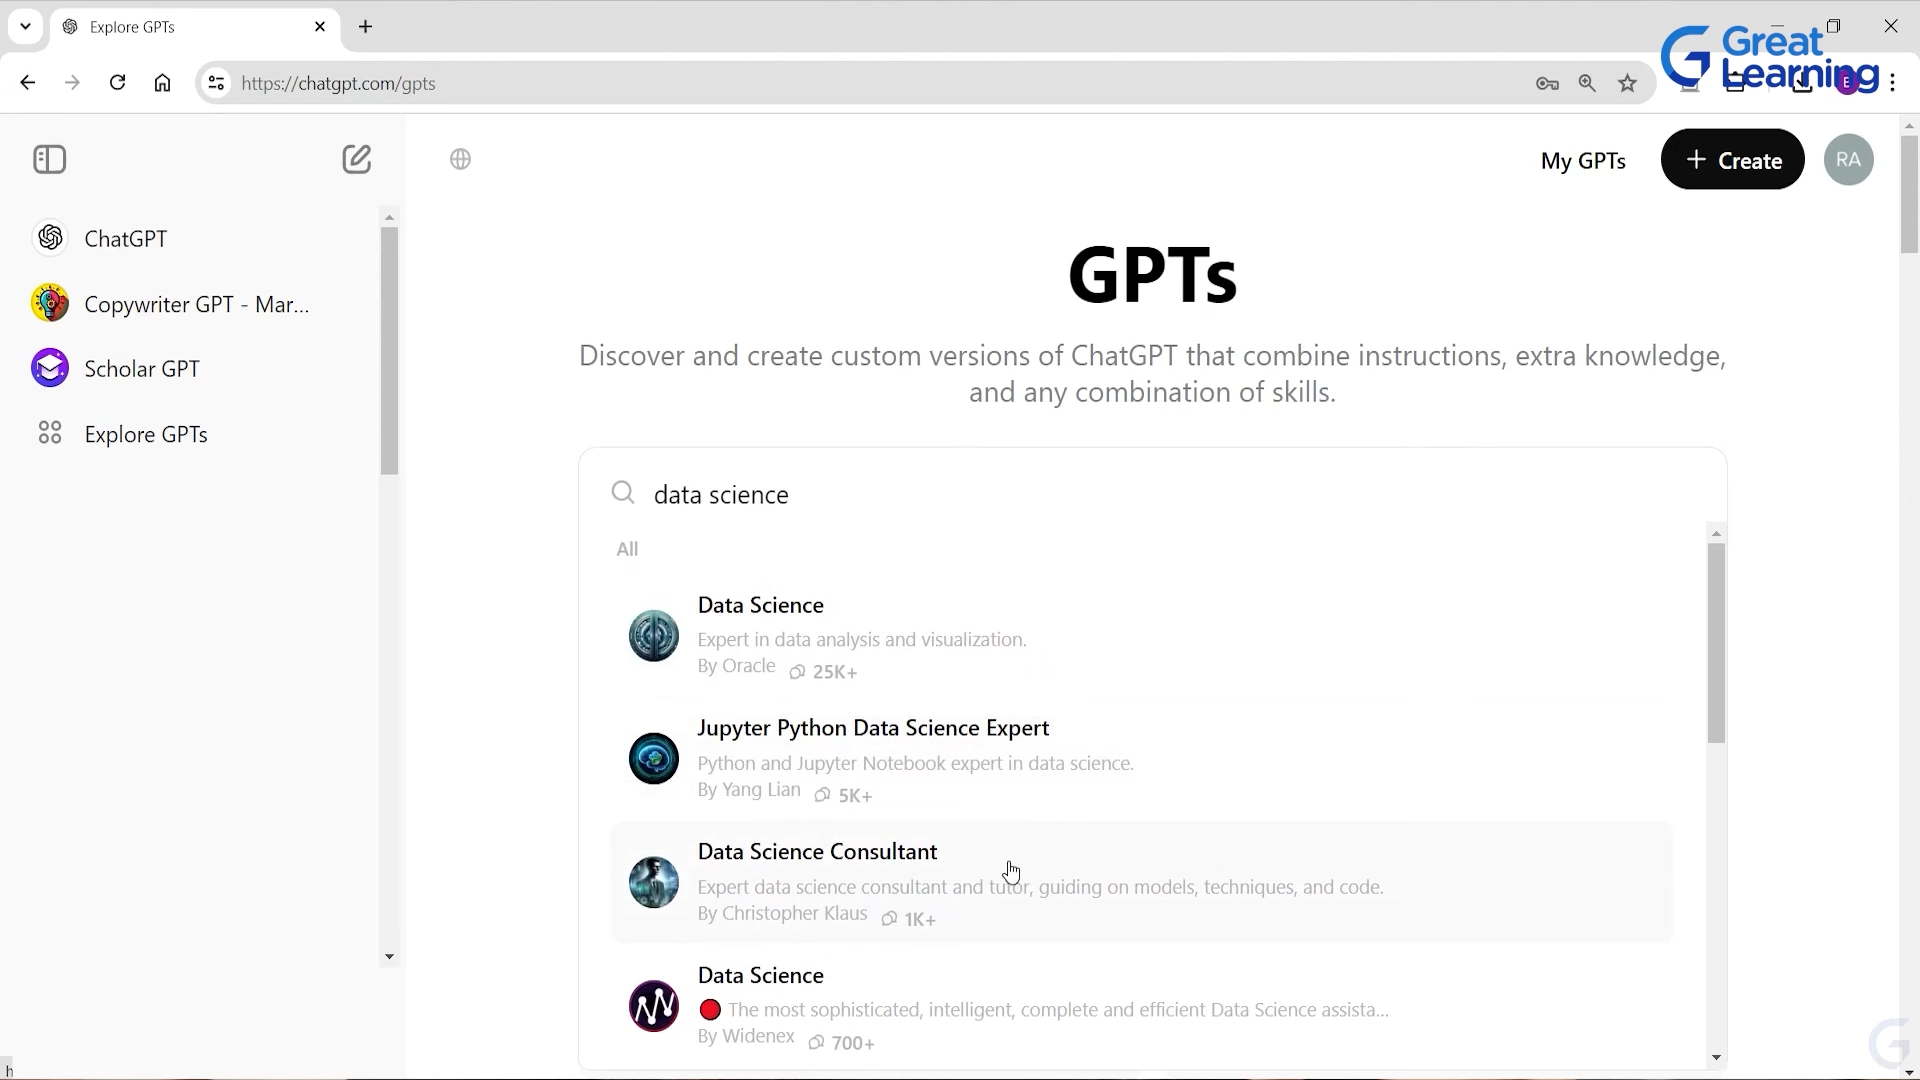 Explore GPTs
Great
Learning
https://chatgpt.com/gpts
E
My GPTs
+ Create
RA
ChatGPT
Copywriter GPT - Mar...
Scholar GPT
Explore GPTs
GPTs
Discover and create custom versions of ChatGPT that combine instructions, extra knowledge,
and any combination of skills.
data science
All
Data Science
Expert in data analysis and visualization.
By Oracle 25K+
Jupyter Python Data Science Expert
Python and Jupyter Notebook expert in data science.
By Yang Lian 5K+
Data Science Consultant
Expert data science consultant and tutor, guiding on models, techniques, and code.
By Christopher Klaus 1K+
Data Science
The most sophisticated, intelligent, complete and efficient Data Science assista...
By Widenex 700+
h